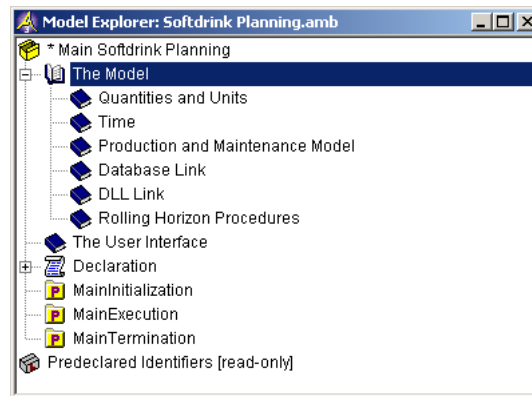 Model Explorer: Softdrink Planning.amb
* Main Softdrink Planning
The Model
Quantities and Units
Time
Production and Maintenance Model
Database Link
DLL Link
Rolling Horizon Procedures
The User Interface
Declaration
P MainInitialization
P MainExecution
P MainTermination
Predeclared Identifiers [read-only]